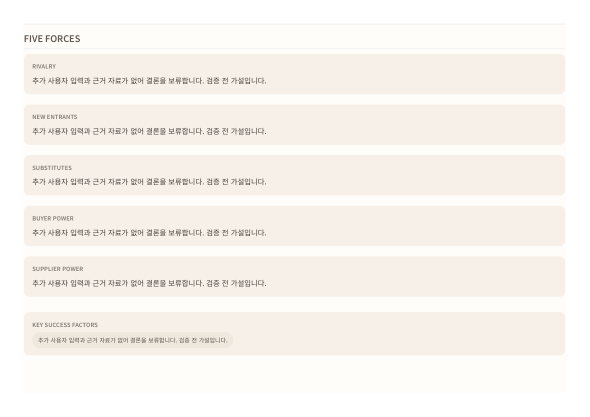 FIVE FORCES
RIVALRY
추가 사용자 입력과 근거 자료가 없어 결론을 보류합니다. 검증 전 가설입니다.
NEW ENTRANTS
추가 사용자 입력과 근거 자료가 없어 결론을 보류합니다. 검증 전 가설입니다.
SUBSTITUTES
추가 사용자 입력과 근거 자료가 없어 결론을 보류합니다. 검증 전 가설입니다.
BUYER POWER
추가 사용자 입력과 근거 자료가 없어 결론을 보류합니다. 검증 전 가설입니다.
SUPPLIER POWER
추가 사용자 입력과 근거 자료가 없어 결론을 보류합니다. 검증 전 가설입니다.
KEY SUCCESS FACTORS
추가 사용자 입력과 근거 자료가 없어 결론을 보류합니다. 검증 전 가설입니다.